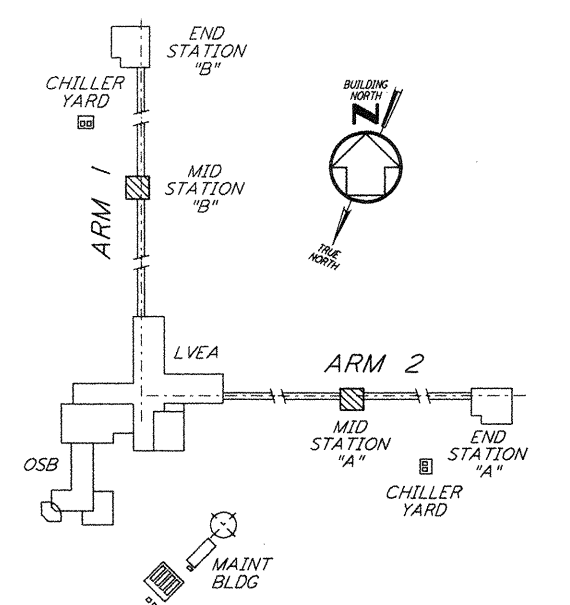 END
STATION
"B"
CHILLER
YARD
BUILDING
NORTH
N
MID
STATION
"B"
ARM 1
TRUE
NORTH
LVEA
ARM 2
MID
STATION
"A"
END
STATION
"A"
OSB
CHILLER
YARD
MAINT
BLDG